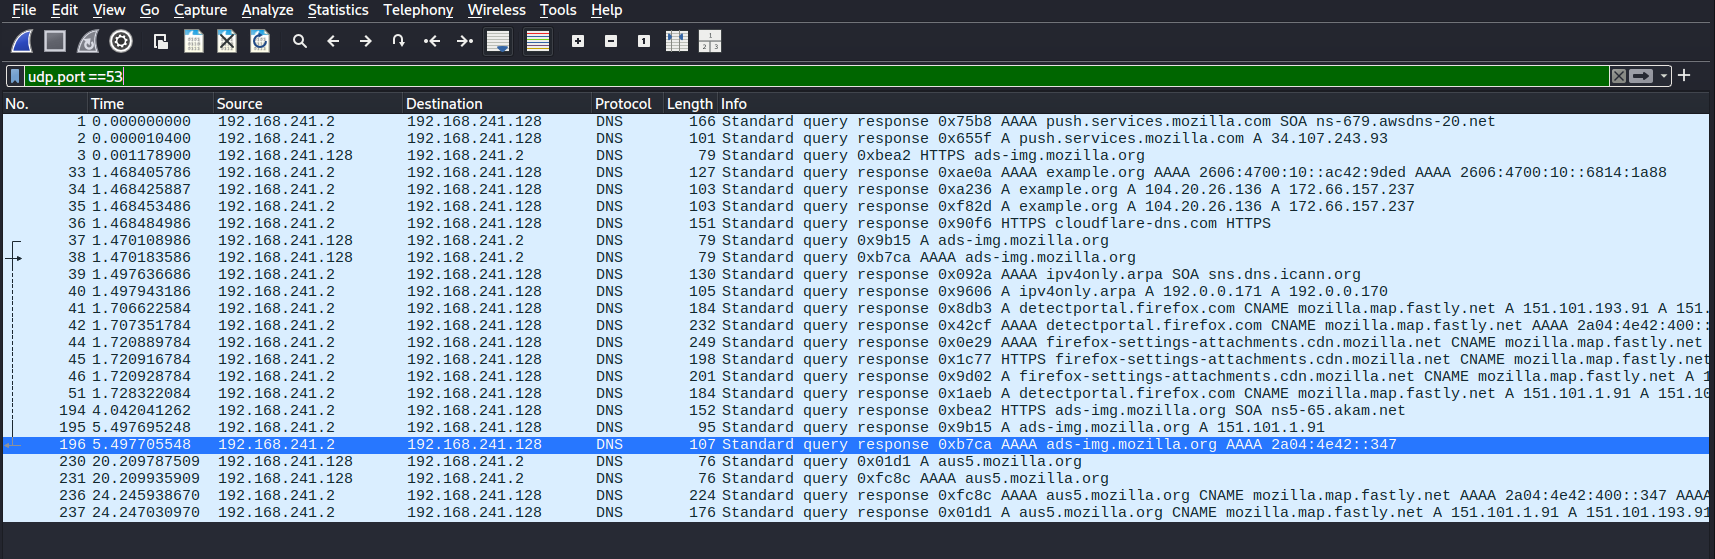 File Edit View Go Capture Analyze Statistics Telephony Wireless Tools Help
udp.port ==53
No. Time Source Destination Protocol Length Info
1 0.000000000 192.168.241.2 192.168.241.128 DNS 166 Standard query response 0x75b8 AAAA push.services.mozilla.com SOA ns-679.awsdns-20.net
2 0.000010400 192.168.241.2 192.168.241.128 DNS 101 Standard query response 0x655f A push.services.mozilla.com A 34.107.243.93
3 0.001178900 192.168.241.128 192.168.241.2 DNS 79 Standard query 0xbea2 HTTPS ads-img.mozilla.org
33 1.468405786 192.168.241.2 192.168.241.128 DNS 127 Standard query response 0xae0a AAAA example.org AAAA 2606:4700:10::ac42:9ded AAAA 2606:4700:10::6814:1a88
34 1.468425887 192.168.241.2 192.168.241.128 DNS 103 Standard query response 0xa236 A example.org A 104.20.26.136 A 172.66.157.237
35 1.468453486 192.168.241.2 192.168.241.128 DNS 103 Standard query response 0xf82d A example.org A 104.20.26.136 A 172.66.157.237
36 1.468484986 192.168.241.2 192.168.241.128 DNS 151 Standard query response 0x90f6 HTTPS cloudflare-dns.com HTTPS
37 1.470108986 192.168.241.128 192.168.241.2 DNS 79 Standard query 0x9b15 A ads-img.mozilla.org
38 1.470183586 192.168.241.128 192.168.241.2 DNS 79 Standard query 0xb7ca AAAA ads-img.mozilla.org
39 1.497636686 192.168.241.2 192.168.241.128 DNS 130 Standard query response 0x092a AAAA ipv4only.arpa SOA sns.dns.icann.org
40 1.497943186 192.168.241.2 192.168.241.128 DNS 105 Standard query response 0x9606 A ipv4only.arpa A 192.0.0.171 A 192.0.0.170
41 1.706622584 192.168.241.2 192.168.241.128 DNS 184 Standard query response 0x8db3 A detectportal.firefox.com CNAME mozilla.map.fastly.net A 151.101.193.91 A 151.
42 1.707351784 192.168.241.2 192.168.241.128 DNS 232 Standard query response 0x42cf AAAA detectportal.firefox.com CNAME mozilla.map.fastly.net AAAA 2a04:4e42:400::
44 1.720889784 192.168.241.2 192.168.241.128 DNS 249 Standard query response 0x0e29 AAAA firefox-settings-attachments.cdn.mozilla.net CNAME mozilla.map.fastly.net
45 1.720916784 192.168.241.2 192.168.241.128 DNS 198 Standard query response 0x1c77 HTTPS firefox-settings-attachments.cdn.mozilla.net CNAME mozilla.map.fastly.net
46 1.720928784 192.168.241.2 192.168.241.128 DNS 201 Standard query response 0x9d02 A firefox-settings-attachments.cdn.mozilla.net CNAME mozilla.map.fastly.net A 1
51 1.728322084 192.168.241.2 192.168.241.128 DNS 184 Standard query response 0x1aeb A detectportal.firefox.com CNAME mozilla.map.fastly.net A 151.101.1.91 A 151.10
194 4.042041262 192.168.241.2 192.168.241.128 DNS 152 Standard query response 0xbea2 HTTPS ads-img.mozilla.org SOA ns5-65.akam.net
195 5.497695248 192.168.241.2 192.168.241.128 DNS 95 Standard query response 0x9b15 A ads-img.mozilla.org A 151.101.1.91
196 5.497705548 192.168.241.2 192.168.241.128 DNS 107 Standard query response 0xb7ca AAAA ads-img.mozilla.org AAAA 2a04:4e42::347
230 20.209787509 192.168.241.128 192.168.241.2 DNS 76 Standard query 0x01d1 A aus5.mozilla.org
231 20.209935909 192.168.241.128 192.168.241.2 DNS 76 Standard query 0xfc8c AAAA aus5.mozilla.org
236 24.245938670 192.168.241.2 192.168.241.128 DNS 224 Standard query response 0xfc8c AAAA aus5.mozilla.org CNAME mozilla.map.fastly.net AAAA 2a04:4e42:400::347 AAAA
237 24.247030970 192.168.241.2 192.168.241.128 DNS 176 Standard query response 0x01d1 A aus5.mozilla.org CNAME mozilla.map.fastly.net A 151.101.1.91 A 151.101.193.91